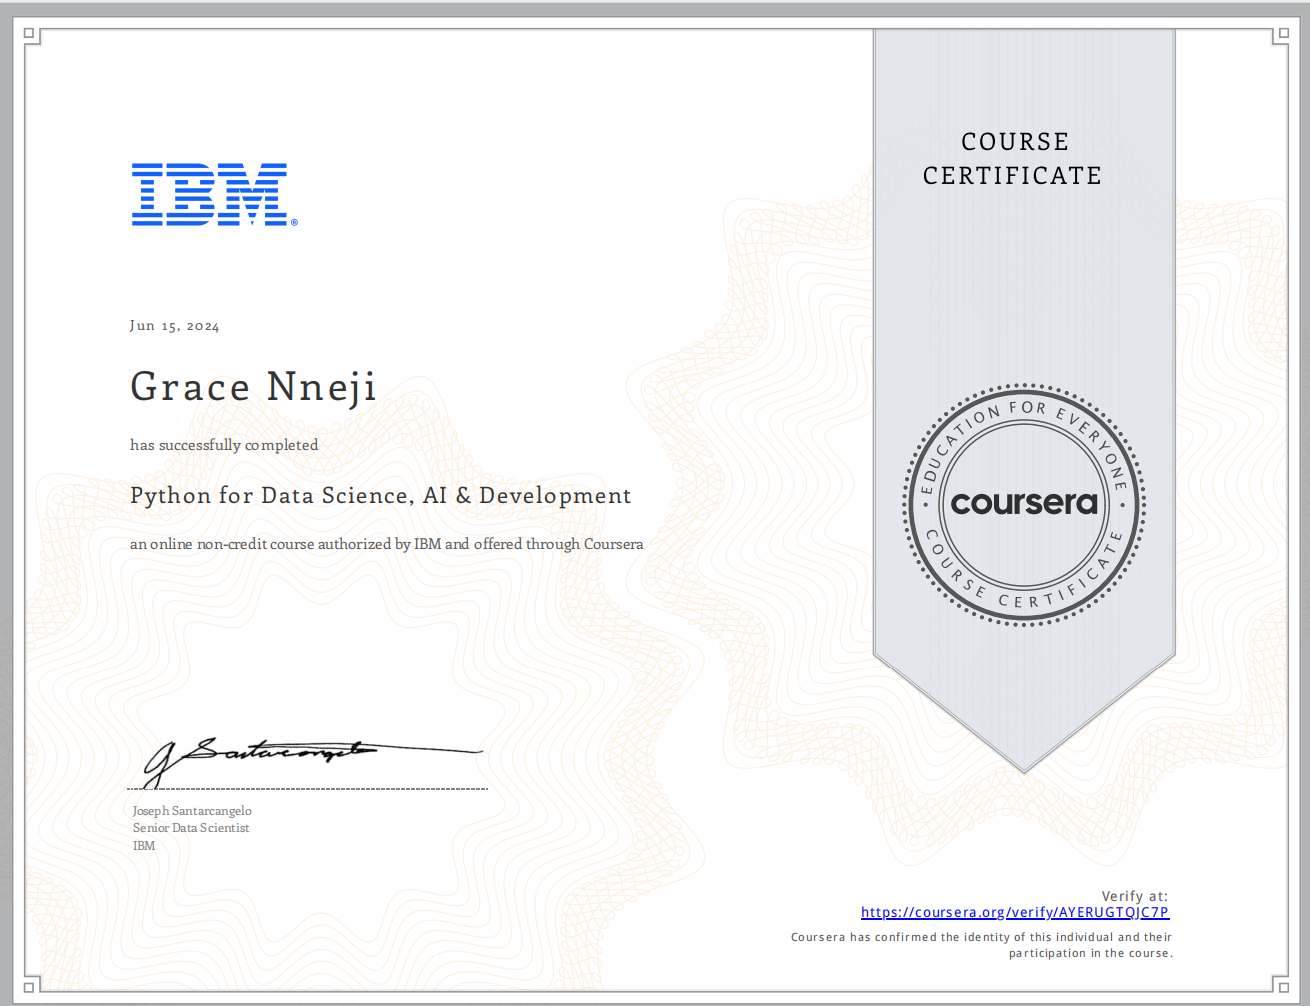 COURSE
CERTIFICATE
IBM®
Jun 15, 2024
Grace Nneji
has successfully completed
Python for Data Science, AI & Development
an online non-credit course authorized by IBM and offered through Coursera
EDUCATION FOR EVERYONE
coursera
COURSE CERTIFICATE
J Santarcangelo
Joseph Santarcangelo
Senior Data Scientist
IBM
Verify at:
https://coursera.org/verify/AYERUGTQJC7P
Coursera has confirmed the identity of this individual and their
participation in the course.